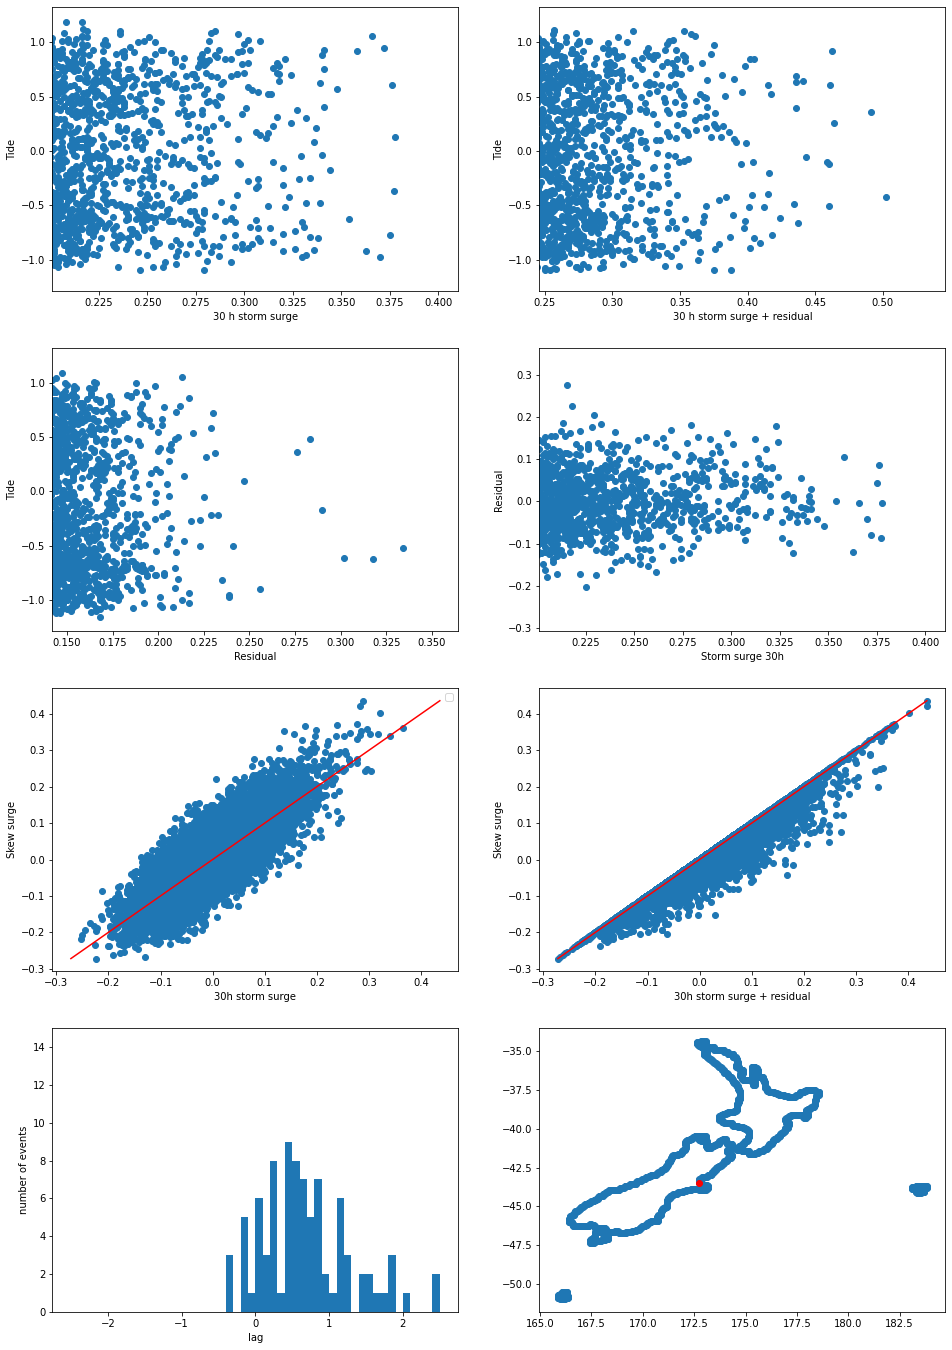 1.0
0.5
0.0
−0.5
−1.0
Tide
0.225 0.250 0.275 0.300 0.325 0.350 0.375 0.400
30 h storm surge
1.0
0.5
0.0
−0.5
−1.0
Tide
0.25 0.30 0.35 0.40 0.45 0.50
30 h storm surge + residual
1.0
0.5
0.0
−0.5
−1.0
Tide
0.150 0.175 0.200 0.225 0.250 0.275 0.300 0.325 0.350
Residual
0.3
0.2
0.1
0.0
−0.1
−0.2
−0.3
Residual
0.225 0.250 0.275 0.300 0.325 0.350 0.375 0.400
Storm surge 30h
0.4
0.3
0.2
0.1
0.0
−0.1
−0.2
−0.3
Skew surge
−0.3 −0.2 −0.1 0.0 0.1 0.2 0.3 0.4
30h storm surge
0.4
0.3
0.2
0.1
0.0
−0.1
−0.2
−0.3
Skew surge
−0.3 −0.2 −0.1 0.0 0.1 0.2 0.3 0.4
30h storm surge + residual
14
12
10
8
6
4
2
0
number of events
−2 −1 0 1 2
lag
−35.0
−37.5
−40.0
−42.5
−45.0
−47.5
−50.0
165.0 167.5 170.0 172.5 175.0 177.5 180.0 182.5